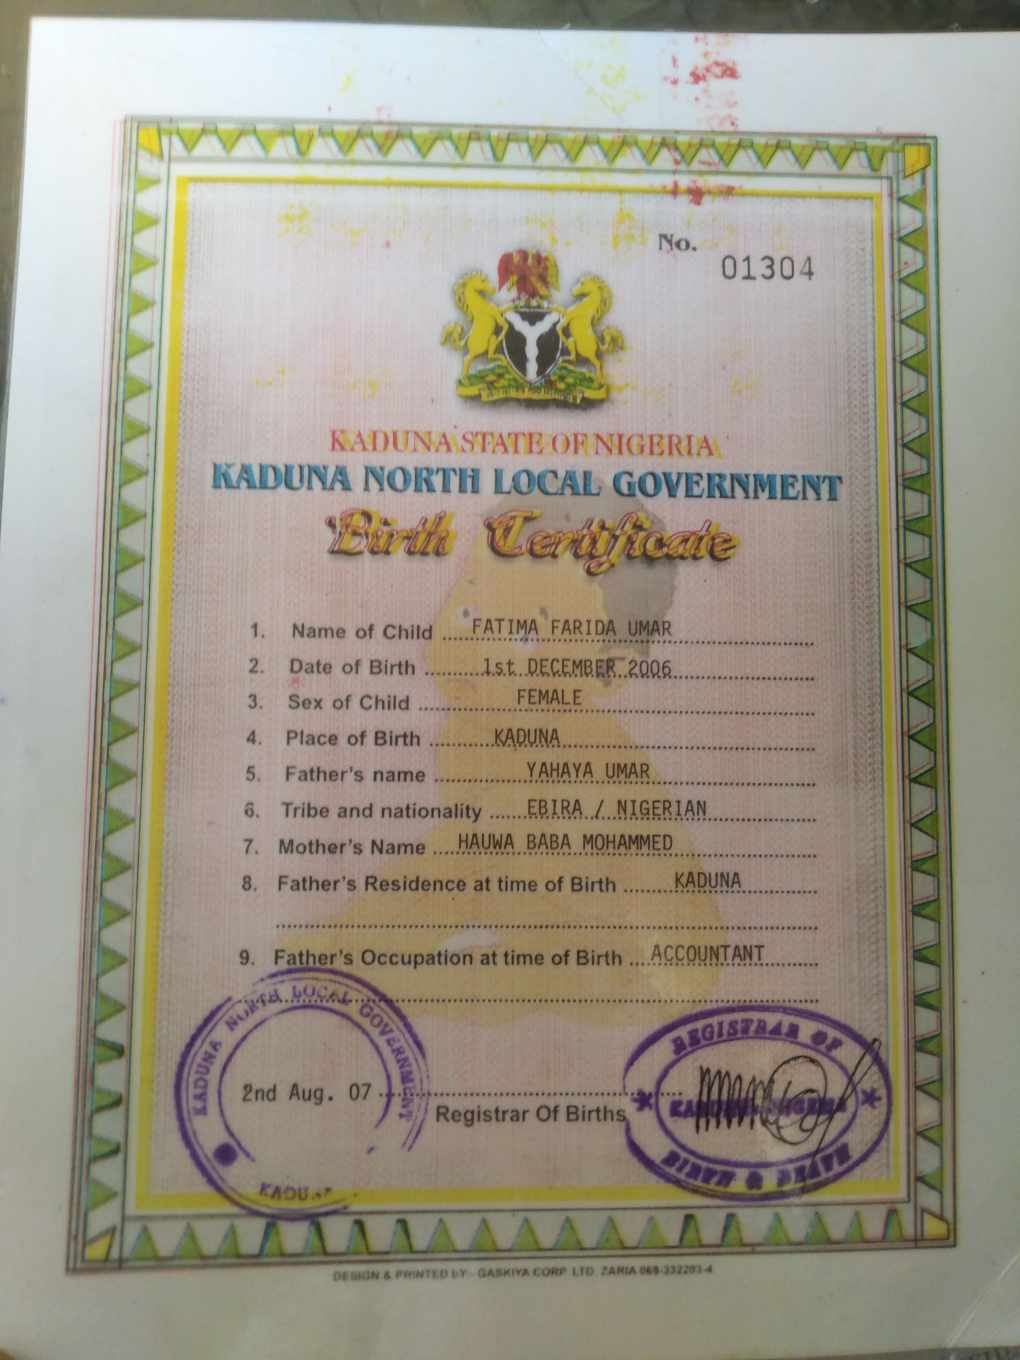 No.
01304
KADUNA STATE OF NIGERIA
KADUNA NORTH LOCAL GOVERNMENT
Birth Certificate
1. Name of Child ....FATIMA FARIDA UMAR
2. Date of Birth ....1st DECEMBER 2006
3. Sex of Child ....FEMALE
4. Place of Birth ....KADUNA
5. Father's name ....YAHAYA UMAR
6. Tribe and nationality ....EBIRA / NIGERIAN
7. Mother's Name ....HAUWA BABA MOHAMMED
8. Father's Residence at time of Birth ....KADUNA
9. Father's Occupation at time of Birth ....ACCOUNTANT
KADUNA NORTH LOCAL GOVERNMENT
2nd Aug. 07
Registrar Of Births
REGISTRAR OF
BIRTH & DEATH
DESIGN & PRINTED BY:- GASKIYA CORP. LTD. ZARIA 069-332203-4